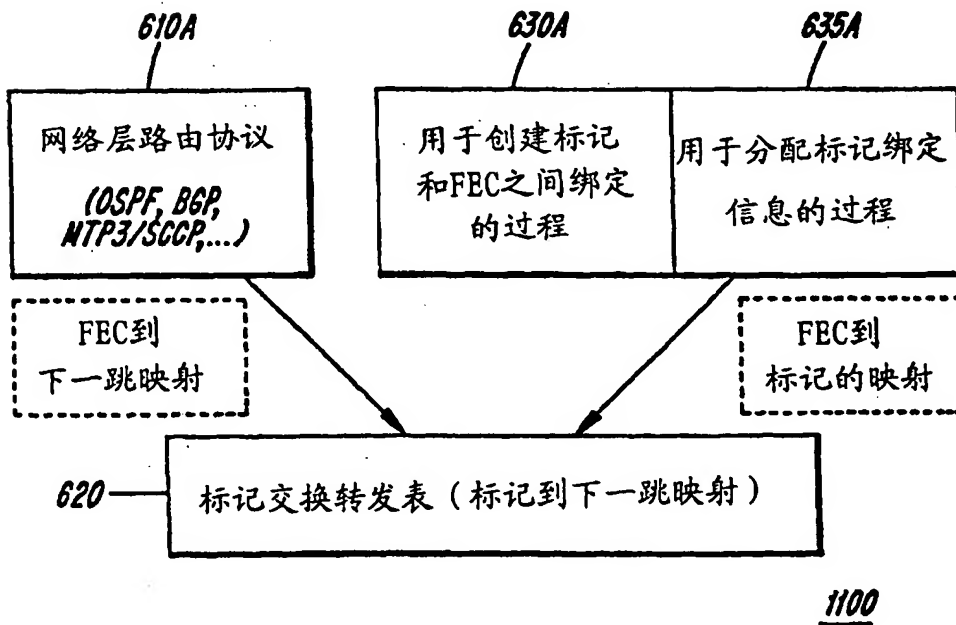 610A
630A
635A
网络层路由协议
(OSPF, BGP,
MTP3/SCCP,...)
用于创建标记
和FEC之间绑定
的过程
用于分配标记绑定
信息的过程
FEC到
下一跳映射
FEC到
标记的映射
620
标记交换转发表（标记到下一跳映射）
1100